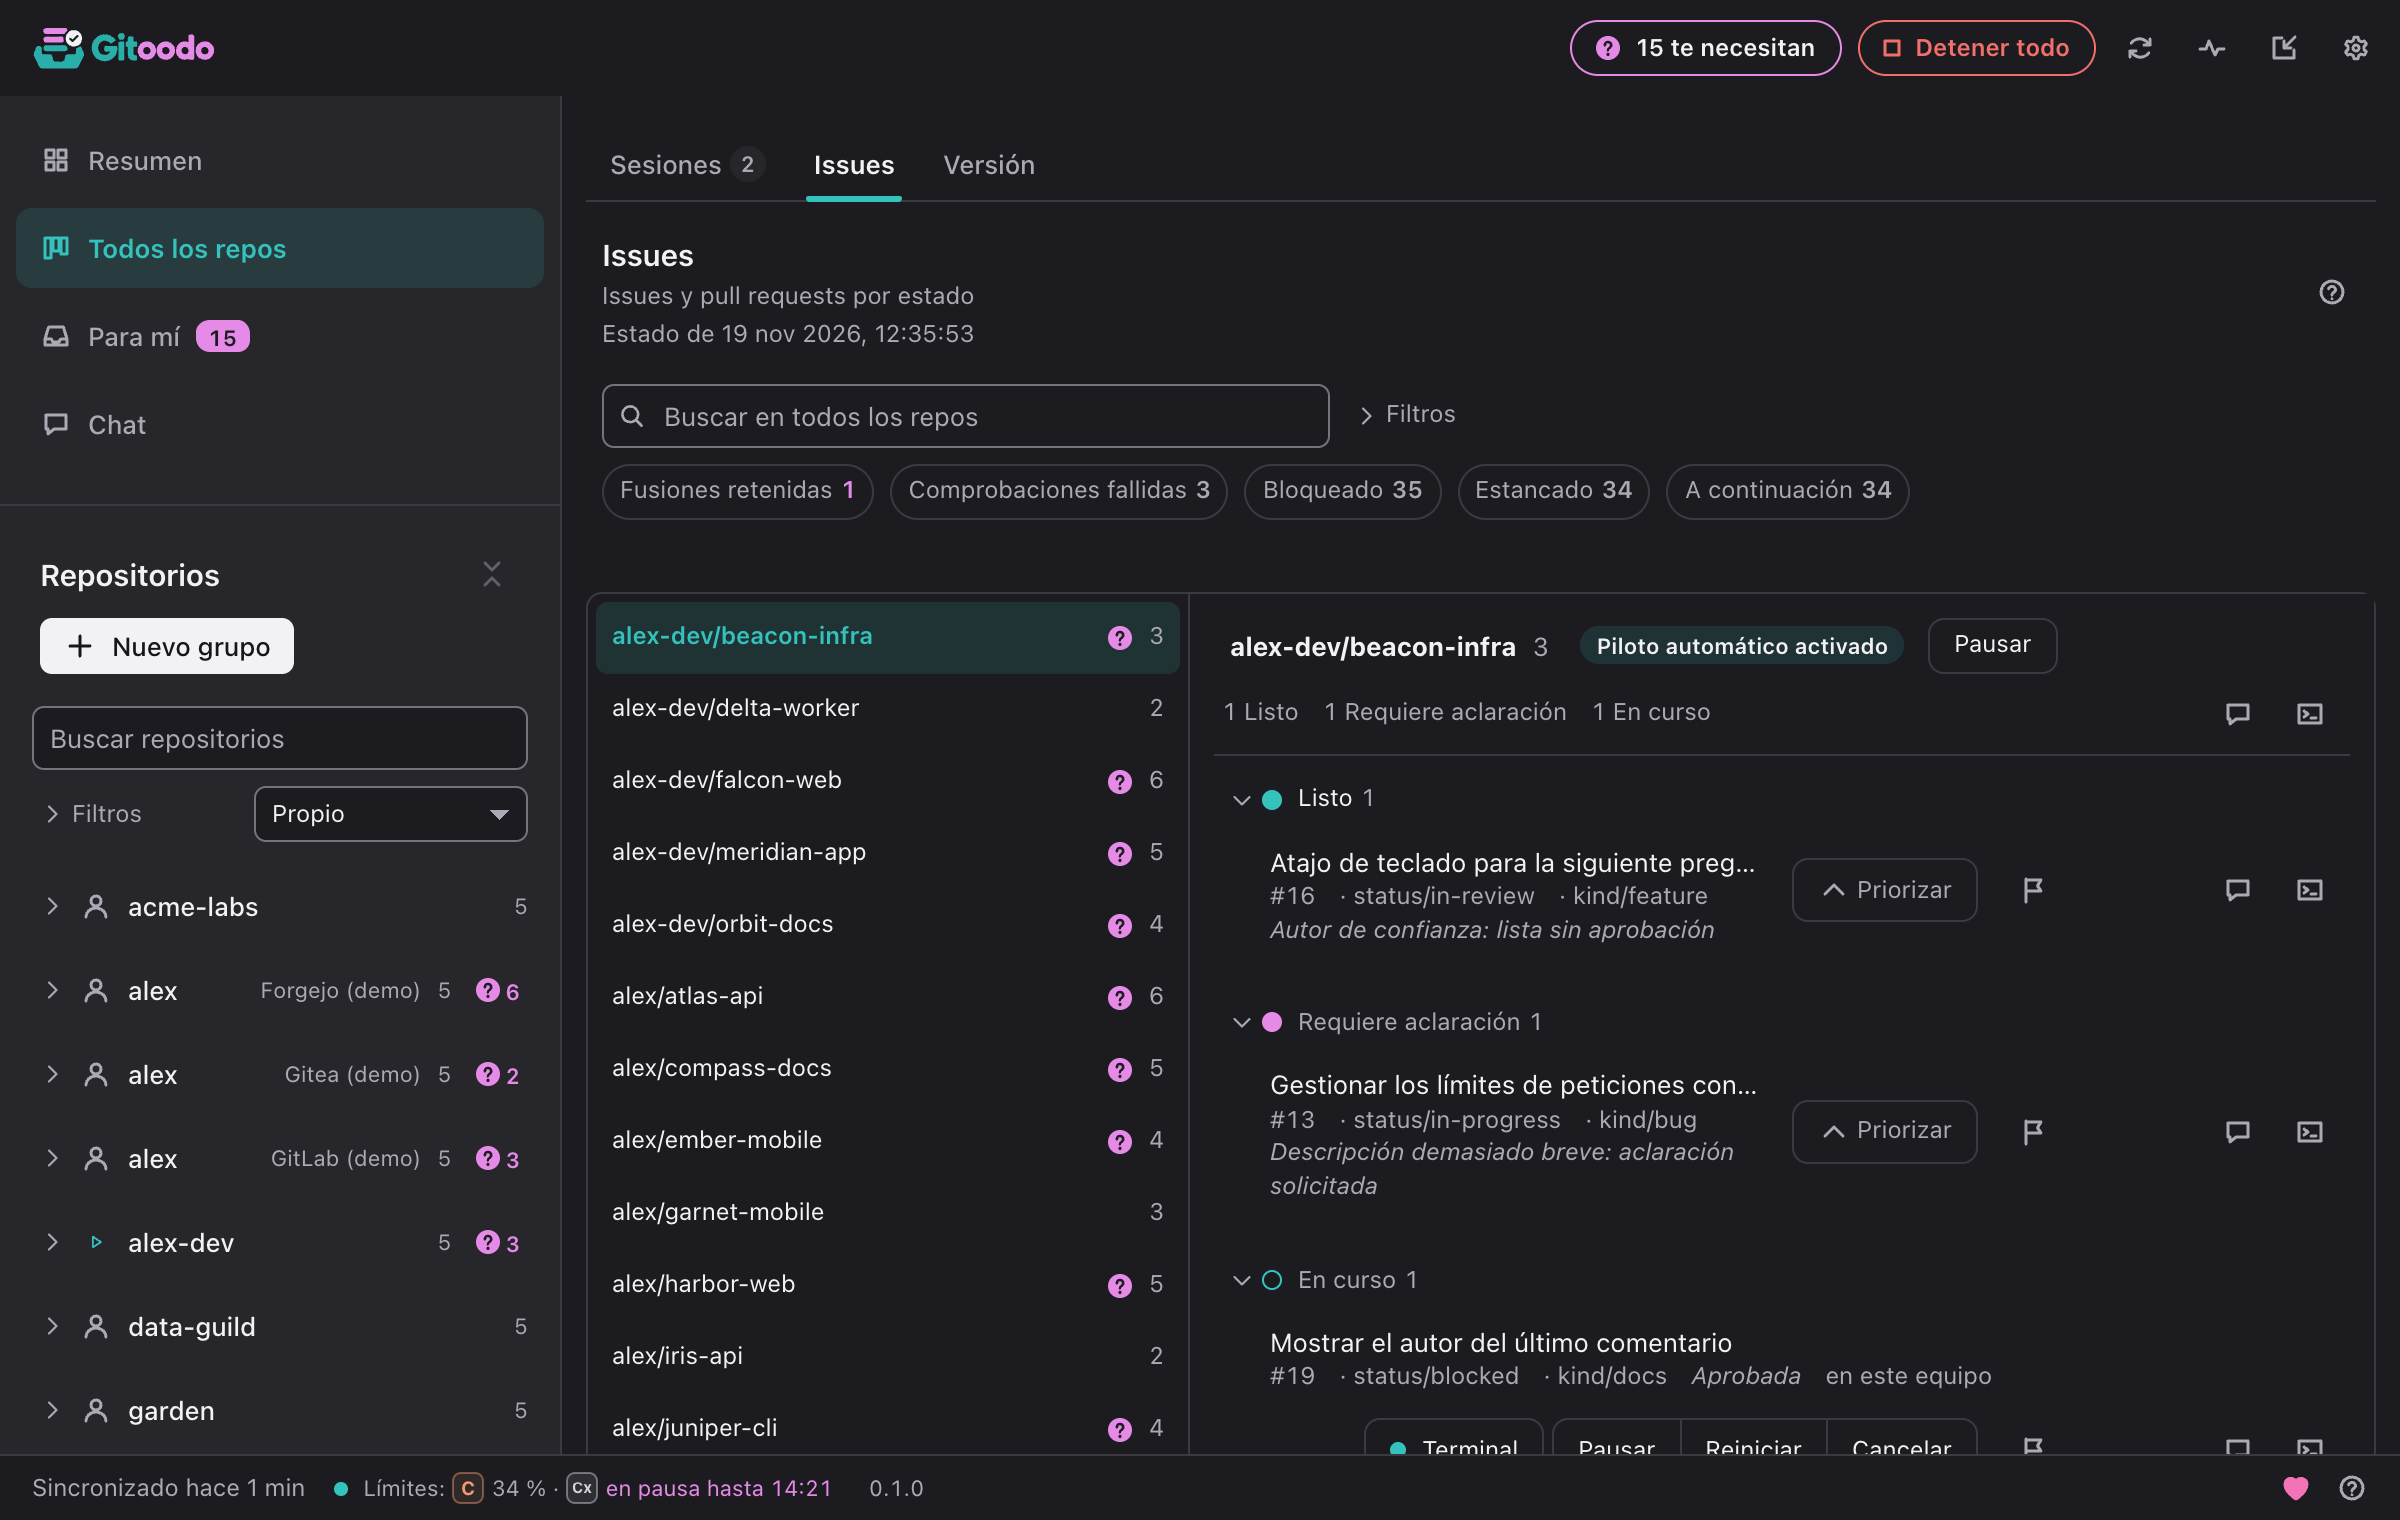 Gitoodo
15 te necesitan
Detener todo
Resumen
Todos los repos
Para mí 15
Chat
Repositorios
Nuevo grupo
Buscar repositorios
Filtros
Propio
acme-labs 5
alex Forgejo (demo) 5 ? 6
alex Gitea (demo) 5 ? 2
alex GitLab (demo) 5 ? 3
alex-dev 5 ? 3
data-guild 5
garden 5
Sesiones 2
Issues
Versión
Issues
Issues y pull requests por estado
Estado de 19 nov 2026, 12:35:53
Buscar en todos los repos
Filtros
Fusiones retenidas 1
Comprobaciones fallidas 3
Bloqueado 35
Estancado 34
A continuación 34
alex-dev/beacon-infra ? 3
alex-dev/delta-worker 2
alex-dev/falcon-web ? 6
alex-dev/meridian-app ? 5
alex-dev/orbit-docs ? 4
alex/atlas-api ? 6
alex/compass-docs ? 5
alex/ember-mobile ? 4
alex/garnet-mobile 3
alex/harbor-web ? 5
alex/iris-api 2
alex/juniper-cli ? 4
alex-dev/beacon-infra 3 Piloto automático activado Pausar
1 Listo 1 Requiere aclaración 1 En curso
Listo 1
Atajo de teclado para la siguiente preg...
#16 · status/in-review · kind/feature
Autor de confianza: lista sin aprobación
Priorizar
Requiere aclaración 1
Gestionar los límites de peticiones con...
#13 · status/in-progress · kind/bug
Descripción demasiado breve: aclaración
solicitada
Priorizar
En curso 1
Mostrar el autor del último comentario
#19 · status/blocked · kind/docs Aprobada en este equipo
Terminal Pausar Reiniciar Cancelar
Sincronizado hace 1 min Límites: C 34 % · Cx en pausa hasta 14:21 0.1.0